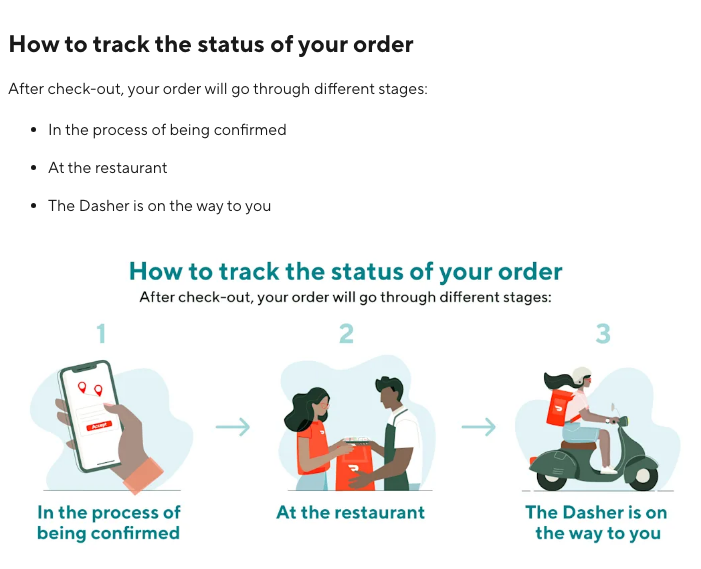 How to track the status of your order
After check-out, your order will go through different stages:
• In the process of being confirmed
• At the restaurant
• The Dasher is on the way to you
How to track the status of your order
After check-out, your order will go through different stages:
1
2
3
Accept
In the process of
being confirmed
At the restaurant
The Dasher is on
the way to you